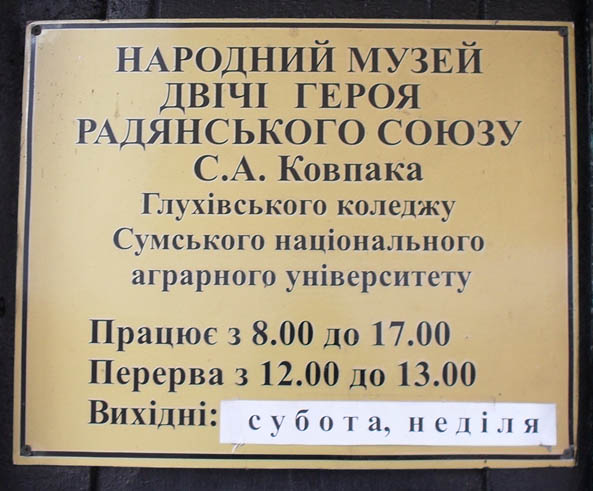 НАРОДНИЙ МУЗЕЙ
ДВІЧІ ГЕРОЯ
РАДЯНСЬКОГО СОЮЗУ
С.А. Ковпака
Глухівського коледжу
Сумського національного
аграрного університету
Працює з 8.00 до 17.00
Перерва з 12.00 до 13.00
Вихідні: субота, неділя